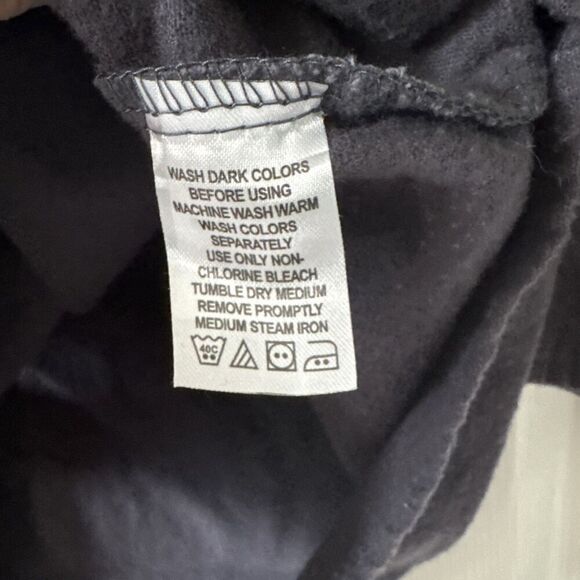 WASH DARK COLORS
BEFORE USING
MACHINE WASH WARM
WASH COLORS
SEPARATELY
USE ONLY NON-
CHLORINE BLEACH
TUMBLE DRY MEDIUM
REMOVE PROMPTLY
MEDIUM STEAM IRON
40C